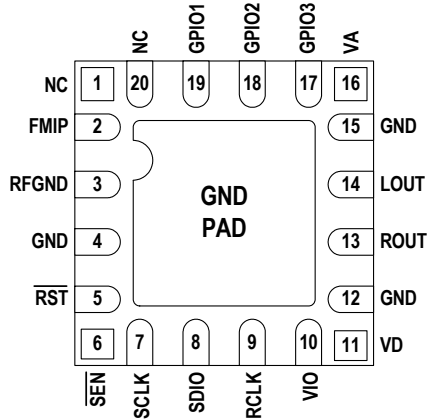 NC
GPIO1
GPIO2
GPIO3
VA
NC 1 20 19 18 17 16
FMIP 2 15 GND
RFGND 3 14 LOUT
GND PAD
GND 4 13 ROUT
RST 5 12 GND
6 7 8 9 10 11 VD
SEN
SCLK
SDIO
RCLK
VIO